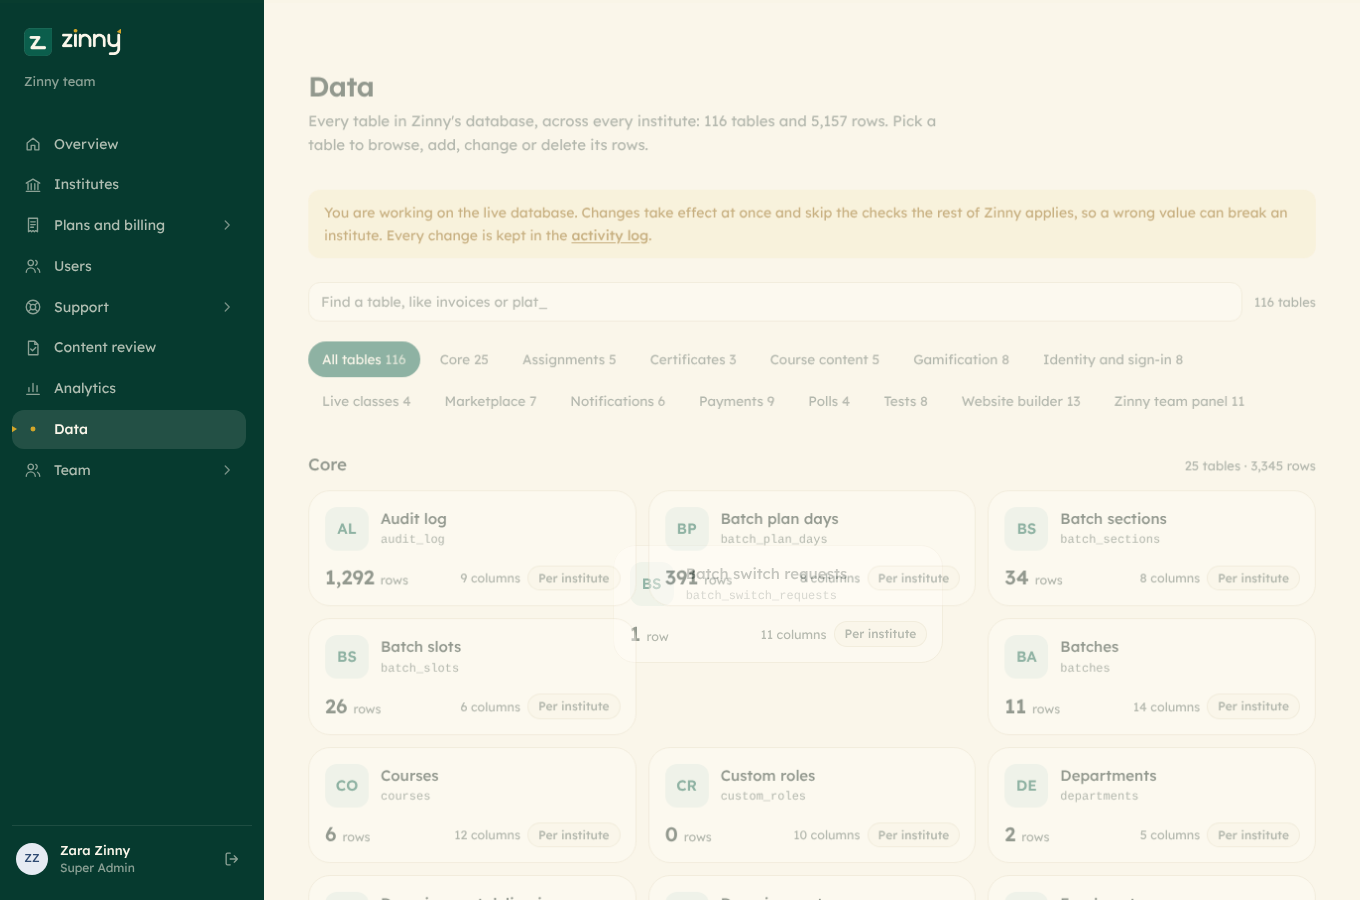 zinny
Zinny team
Overview
Institutes
Plans and billing
Users
Support
Content review
Analytics
Data
Team
ZZ
Zara Zinny
Super Admin
Data
Every table in Zinny's database, across every institute: 116 tables and 5,157 rows. Pick a
table to browse, add, change or delete its rows.
You are working on the live database. Changes take effect at once and skip the checks the rest of Zinny applies, so a wrong value can break an
institute. Every change is kept in the activity log.
Find a table, like invoices or plat_
116 tables
All tables 116 Core 25 Assignments 5 Certificates 3 Course content 5 Gamification 8 Identity and sign-in 8
Live classes 4 Marketplace 7 Notifications 6 Payments 9 Polls 4 Tests 8 Website builder 13 Zinny team panel 11
Core
25 tables · 3,345 rows
AL Audit log
audit_log
1,292 rows 9 columns Per institute
BP Batch plan days
batch_plan_days
391 rows 8 columns Per institute
BS Batch sections
batch_sections
34 rows 8 columns Per institute
BS Batch slots
batch_slots
26 rows 6 columns Per institute
BS Batch switch requests
batch_switch_requests
1 row 11 columns Per institute
BA Batches
batches
11 rows 14 columns Per institute
CO Courses
courses
6 rows 12 columns Per institute
CR Custom roles
custom_roles
0 rows 10 columns Per institute
DE Departments
departments
2 rows 5 columns Per institute